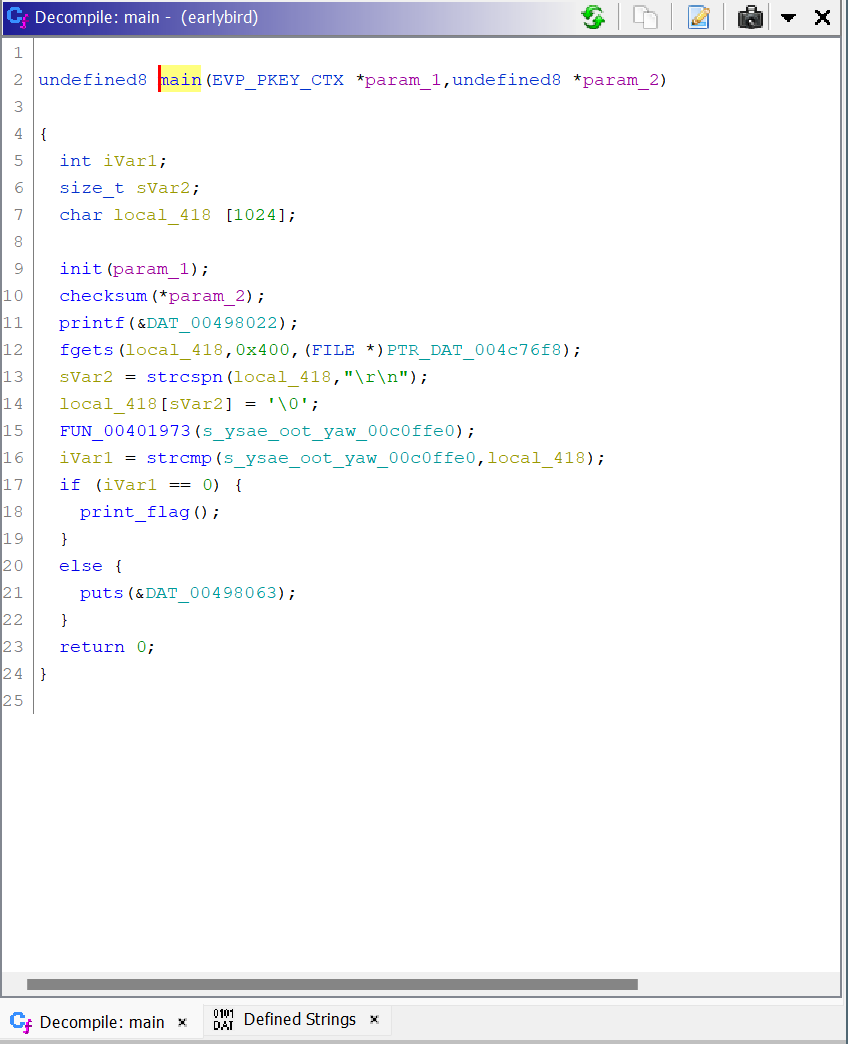 Decompile: main - (earlybird)
1
2 undefined8 main(EVP_PKEY_CTX *param_1,undefined8 *param_2)
3
4 {
5   int iVar1;
6   size_t sVar2;
7   char local_418 [1024];
8
9   init(param_1);
10   checksum(*param_2);
11   printf(&DAT_00498022);
12   fgets(local_418,0x400,(FILE *)PTR_DAT_004c76f8);
13   sVar2 = strcspn(local_418,"\r\n");
14   local_418[sVar2] = '\0';
15   FUN_00401973(s_ysae_oot_yaw_00c0ffe0);
16   iVar1 = strcmp(s_ysae_oot_yaw_00c0ffe0,local_418);
17   if (iVar1 == 0) {
18     print_flag();
19   }
20   else {
21     puts(&DAT_00498063);
22   }
23   return 0;
24 }
25
Decompile: main × 0101 DAT Defined Strings ×